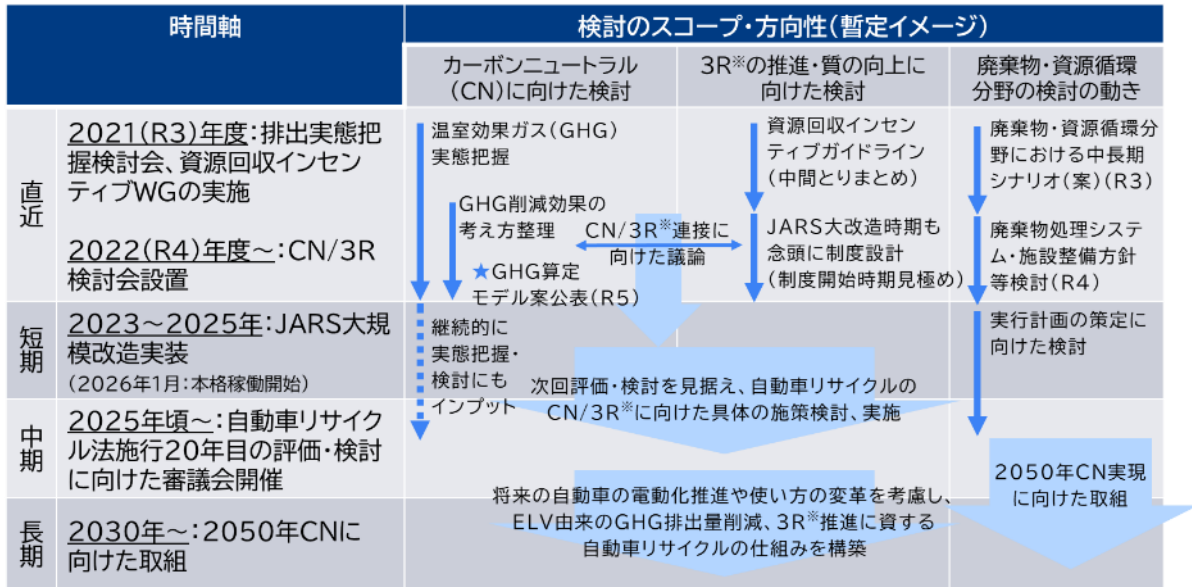 時間軸
検討のスコープ・方向性(暫定イメージ)
カーボンニュートラル
(CN)に向けた検討
3R※の推進・質の向上に
向けた検討
廃棄物・資源循環
分野の検討の動き
直近
2021(R3)年度:排出実態把
握検討会、資源回収インセン
ティブWGの実施
2022(R4)年度～:CN/3R
検討会設置
温室効果ガス(GHG)
実態把握
GHG削減効果の
考え方整理
★GHG算定
モデル案公表(R5)
CN/3R※連接に
向けた議論
資源回収インセン
ティブガイドライン
(中間とりまとめ)
JARS大改造時期も
念頭に制度設計
(制度開始時期見極め)
廃棄物・資源循環分
野における中長期
シナリオ(案)(R3)
廃棄物処理システ
ム・施設整備方針
等検討(R4)
短期
2023～2025年:JARS大規
模改造実装
(2026年1月:本格稼働開始)
継続的に
実態把握・
検討にも
インプット
実行計画の策定に
向けた検討
次回評価・検討を見据え、自動車リサイクルの
CN/3R※に向けた具体の施策検討、実施
中期
2025年頃～:自動車リサイク
ル法施行20年目の評価・検討
に向けた審議会開催
2050年CN実現
に向けた取組
長期
2030年～:2050年CNに
向けた取組
将来の自動車の電動化推進や使い方の変革を考慮し、
ELV由来のGHG排出量削減、3R※推進に資する
自動車リサイクルの仕組みを構築